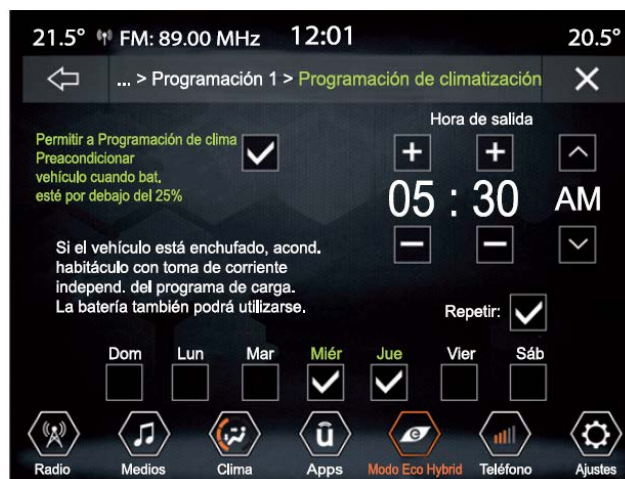 21.5° FM: 89.00 MHz 12:01 20.5°
... > Programación 1 > Programación de climatización
Hora de salida
Permitir a Programación de clima
Preacondicionar
vehículo cuando bat.
esté por debajo del 25%
05 : 30 AM
Si el vehículo está enchufado, acond.
habitáculo con toma de corriente
independ. del programa de carga.
La batería también podrá utilizarse.
Repetir:
Dom Lun Mar Miér Jue Vier Sáb
Radio Medios Clima Apps Modo Eco Hybrid Teléfono Ajustes